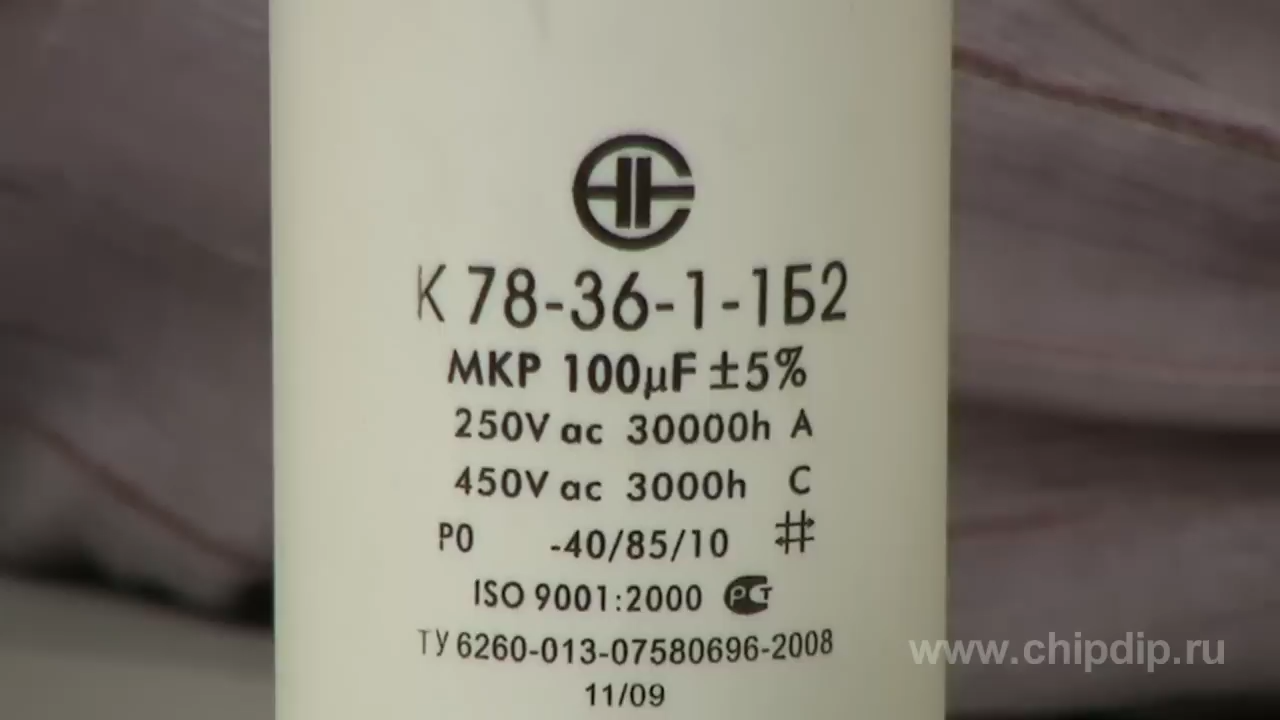 К 78-36-1-1Б2
MKP 100µF ±5%
250V ac 30000h A
450V ac 3000h C
P0 -40/85/10
ISO 9001:2000 РСТ
ТУ 6260-013-07580696-2008
11/09
www.chipdip.ru